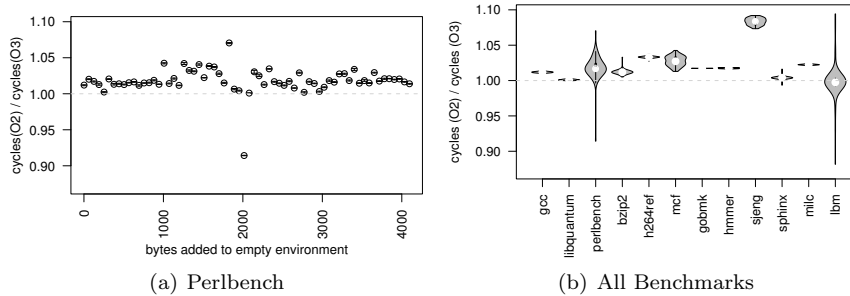 cycles(O2) / cycles(O3)
1.10
1.05
1.00
0.95
0.90
0
1000
2000
3000
4000
bytes added to empty environment
(a) Perlbench
cycles (O2) / cycles (O3)
1.10
1.05
1.00
0.95
0.90
gcc
libquantum
perlbench
bzip2
h264ref
mcf
gobmk
hmmer
sjeng
sphinx
milc
lbm
(b) All Benchmarks